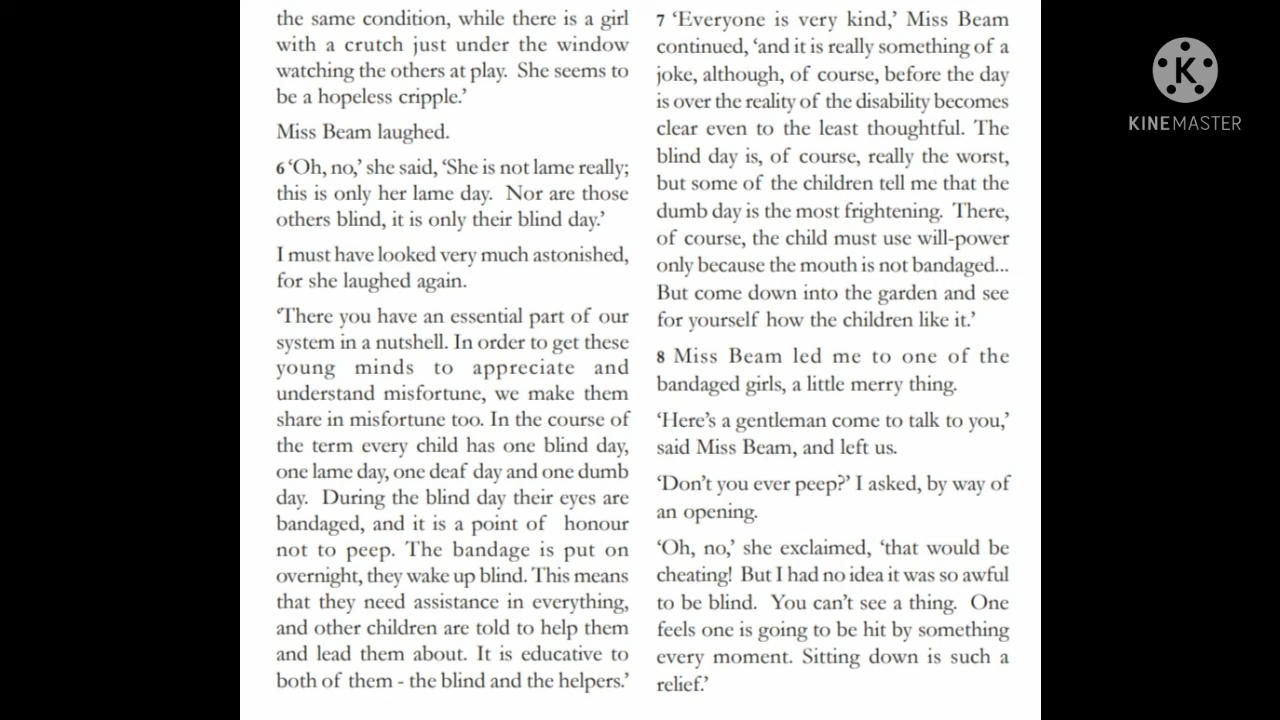 the same condition, while there is a girl
with a crutch just under the window
watching the others at play. She seems to
be a hopeless cripple.’
Miss Beam laughed.
6 ‘Oh, no,’ she said, ‘She is not lame really;
this is only her lame day. Nor are those
others blind, it is only their blind day.’
I must have looked very much astonished,
for she laughed again.
‘There you have an essential part of our
system in a nutshell. In order to get these
young minds to appreciate and
understand misfortune, we make them
share in misfortune too. In the course of
the term every child has one blind day,
one lame day, one deaf day and one dumb
day. During the blind day their eyes are
bandaged, and it is a point of honour
not to peep. The bandage is put on
overnight, they wake up blind. This means
that they need assistance in everything,
and other children are told to help them
and lead them about. It is educative to
both of them - the blind and the helpers.’
7 ‘Everyone is very kind,’ Miss Beam
continued, ‘and it is really something of a
joke, although, of course, before the day
is over the reality of the disability becomes
clear even to the least thoughtful. The
blind day is, of course, really the worst,
but some of the children tell me that the
dumb day is the most frightening. There,
of course, the child must use will-power
only because the mouth is not bandaged...
But come down into the garden and see
for yourself how the children like it.’
8 Miss Beam led me to one of the
bandaged girls, a little merry thing.
‘Here’s a gentleman come to talk to you,’
said Miss Beam, and left us.
‘Don’t you ever peep?’ I asked, by way of
an opening.
‘Oh, no,’ she exclaimed, ‘that would be
cheating! But I had no idea it was so awful
to be blind. You can’t see a thing. One
feels one is going to be hit by something
every moment. Sitting down is such a
relief.’
K
KINEMASTER